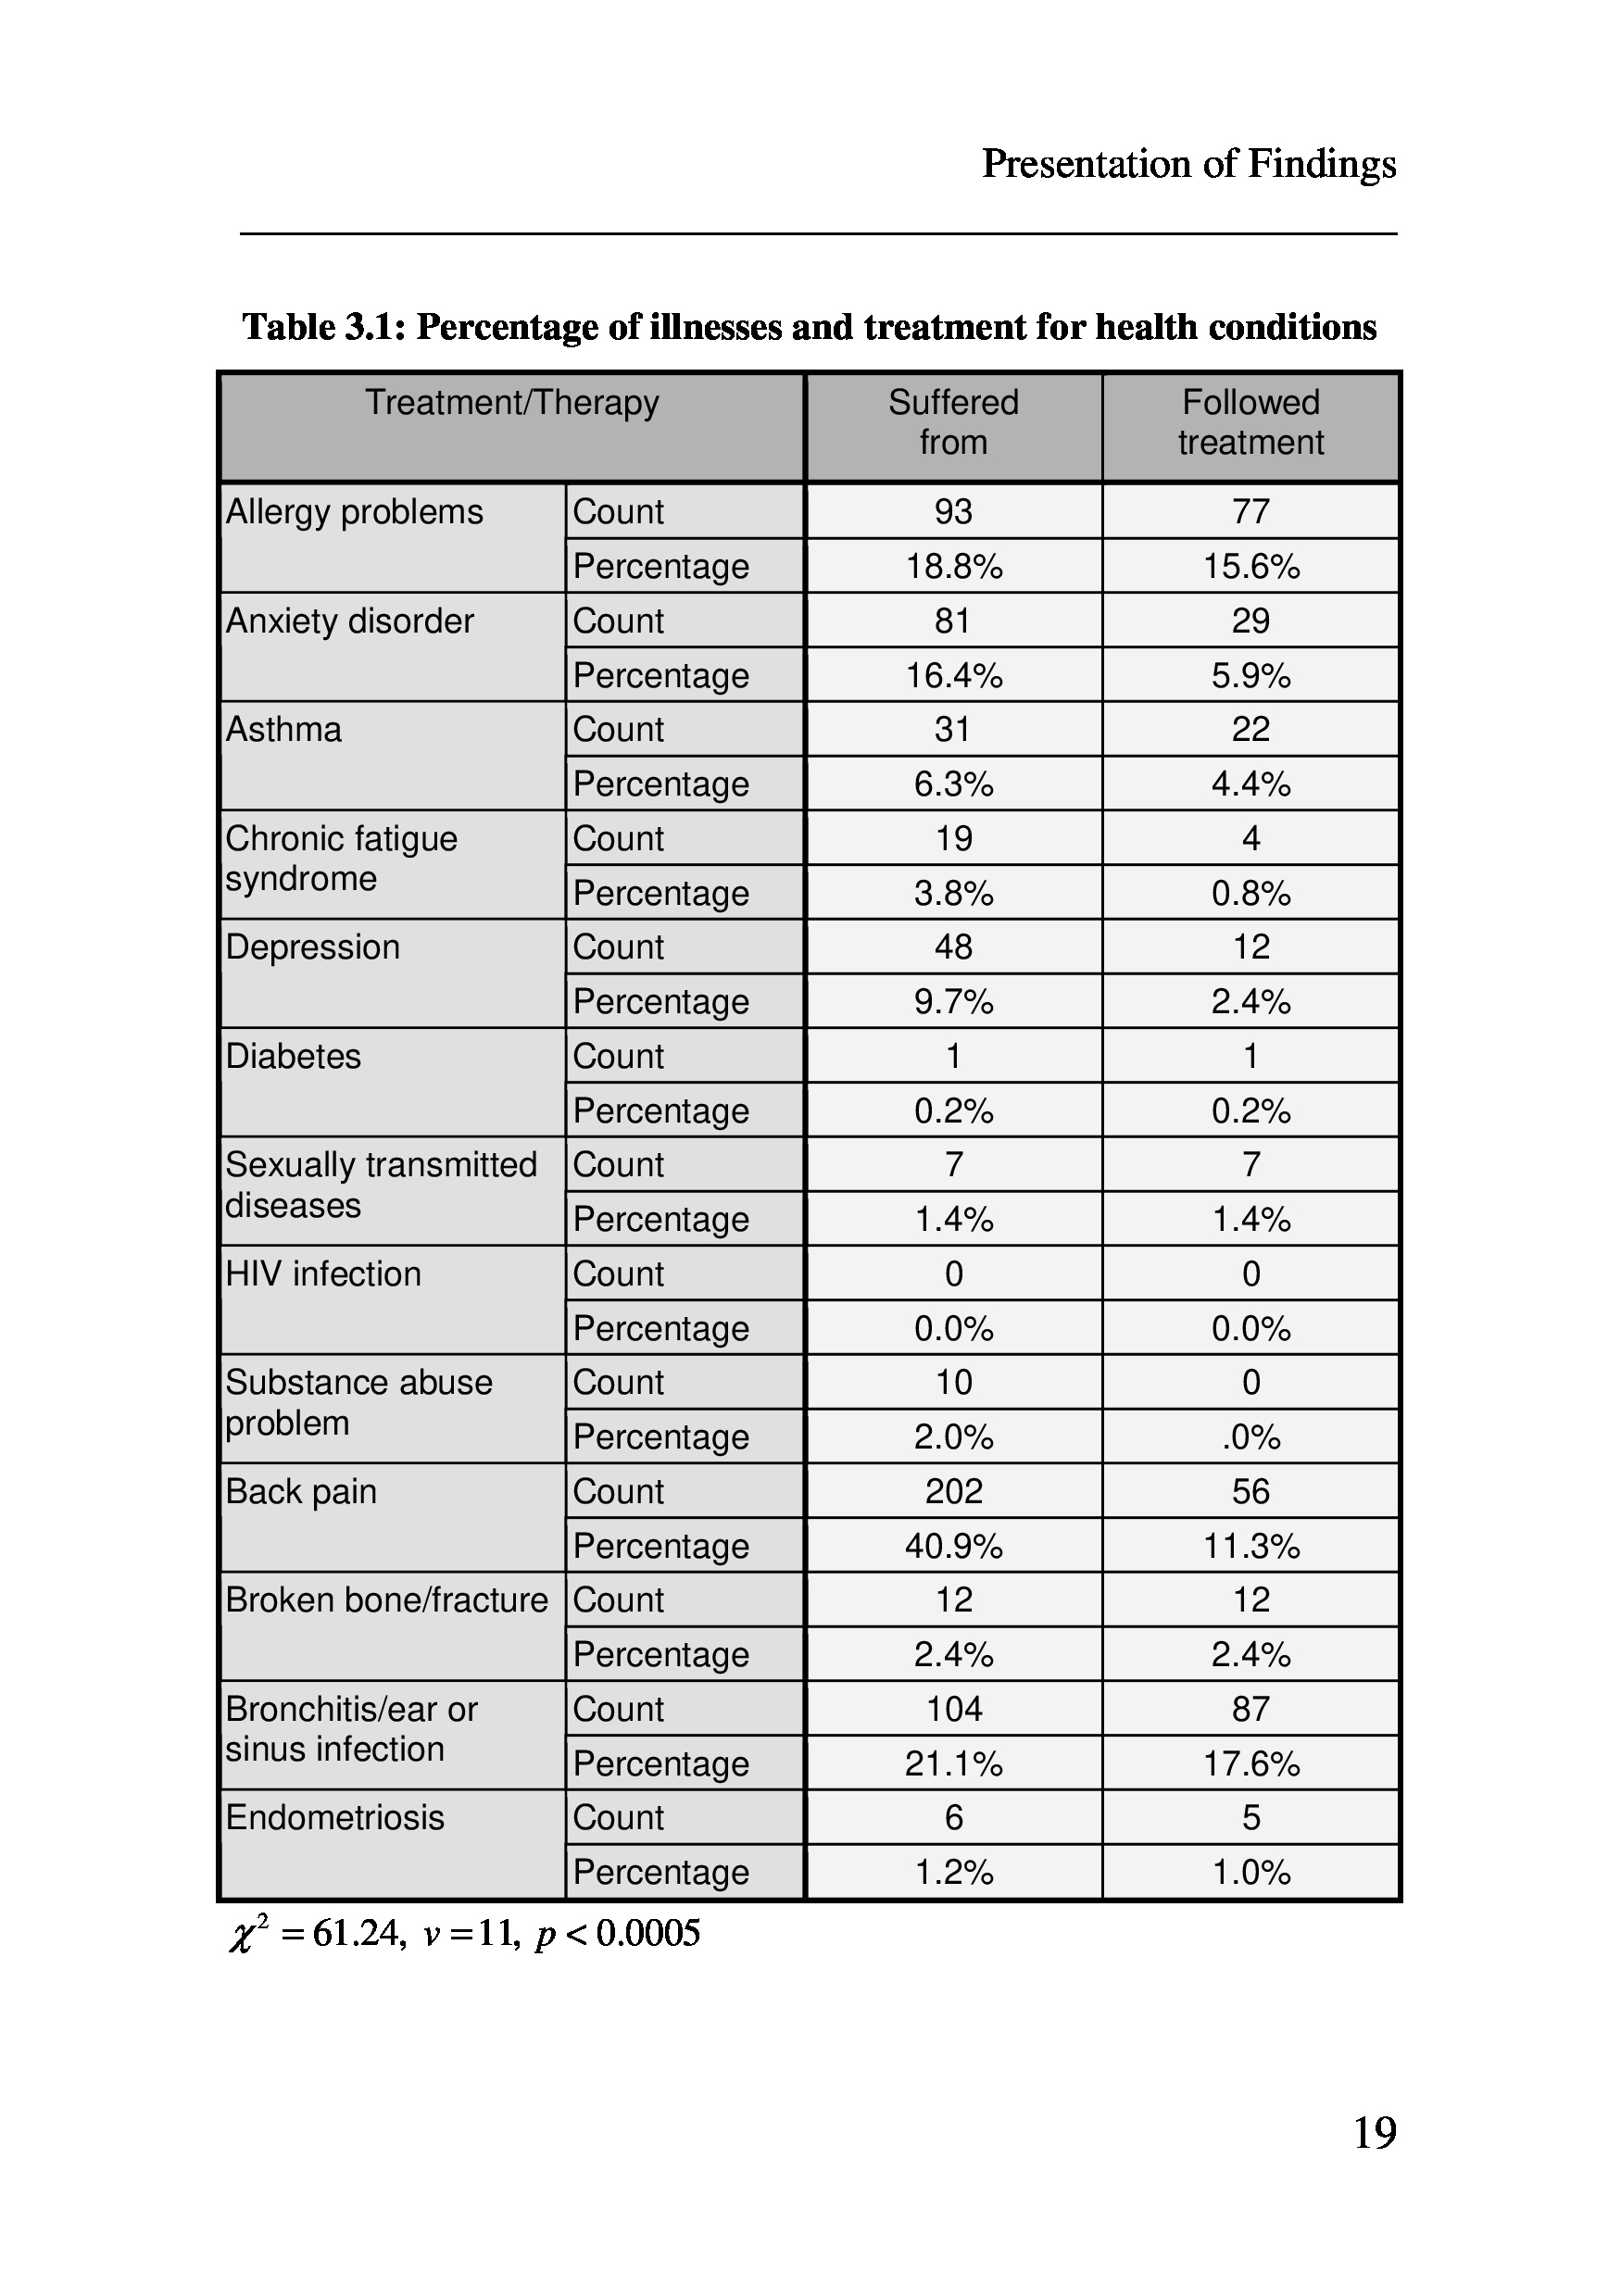 Presentation of Findings
Table 3.1: Percentage of illnesses and treatment for health conditions
Treatment/Therapy Suffered from Followed treatment
Allergy problems Count 93 77
Percentage 18.8% 15.6%
Anxiety disorder Count 81 29
Percentage 16.4% 5.9%
Asthma Count 31 22
Percentage 6.3% 4.4%
Chronic fatigue syndrome Count 19 4
Percentage 3.8% 0.8%
Depression Count 48 12
Percentage 9.7% 2.4%
Diabetes Count 1 1
Percentage 0.2% 0.2%
Sexually transmitted diseases Count 7 7
Percentage 1.4% 1.4%
HIV infection Count 0 0
Percentage 0.0% 0.0%
Substance abuse problem Count 10 0
Percentage 2.0% .0%
Back pain Count 202 56
Percentage 40.9% 11.3%
Broken bone/fracture Count 12 12
Percentage 2.4% 2.4%
Bronchitis/ear or sinus infection Count 104 87
Percentage 21.1% 17.6%
Endometriosis Count 6 5
Percentage 1.2% 1.0%
χ² = 61.24, ν = 11, p < 0.0005
19